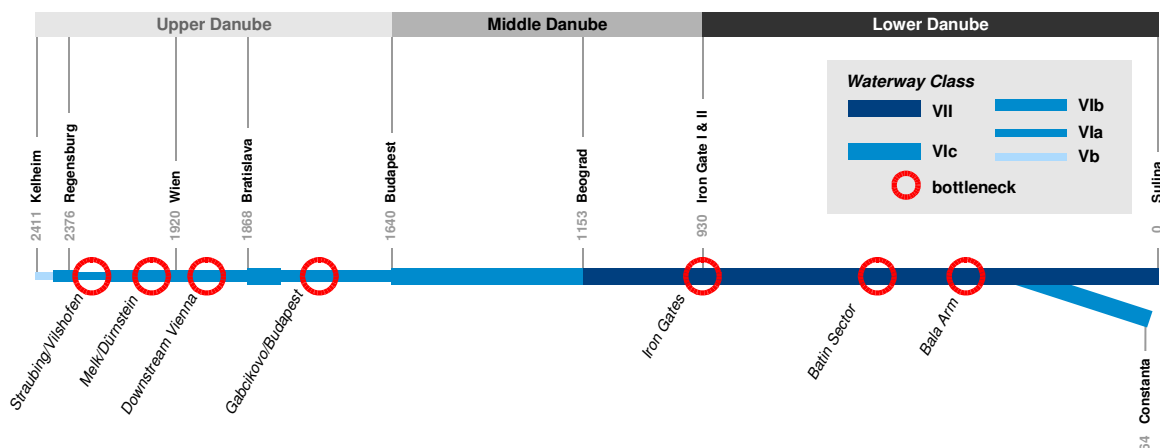 Upper Danube
Middle Danube
Lower Danube
Waterway Class
VII
VIb
VIa
VIc
Vb
bottleneck
2411 Kelheim
2376 Regensburg
1920 Wien
1868 Bratislava
1640 Budapest
1153 Beograd
930 Iron Gate I & II
0 Sulina
Straubing/Vilshofen
Melk/Dürnstein
Downstream Vienna
Gabcikovo/Budapest
Iron Gates
Batin Sector
Bala Arm
64 Constanta